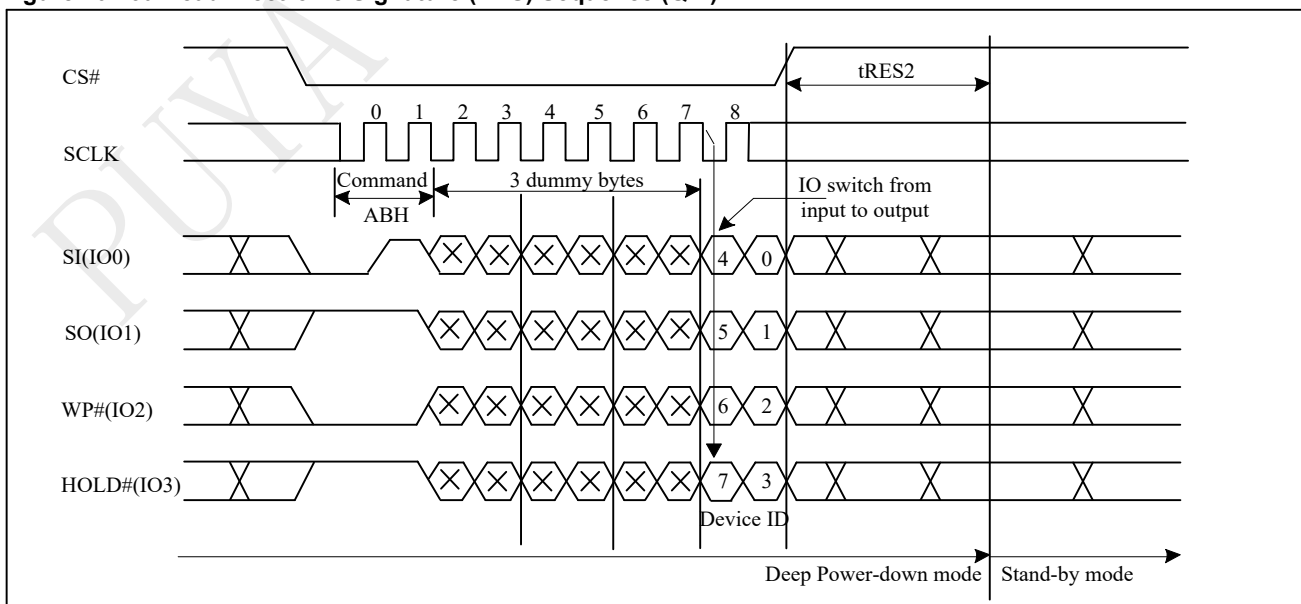 CS#
tRES2
0 1 2 3 4 5 6 7 8
SCLK
Command
3 dummy bytes
IO switch from
input to output
ABH
SI(IO0)
4 0
SO(IO1)
5 1
WP#(IO2)
6 2
HOLD#(IO3)
7 3
Device ID
Deep Power-down mode
Stand-by mode
PUYA